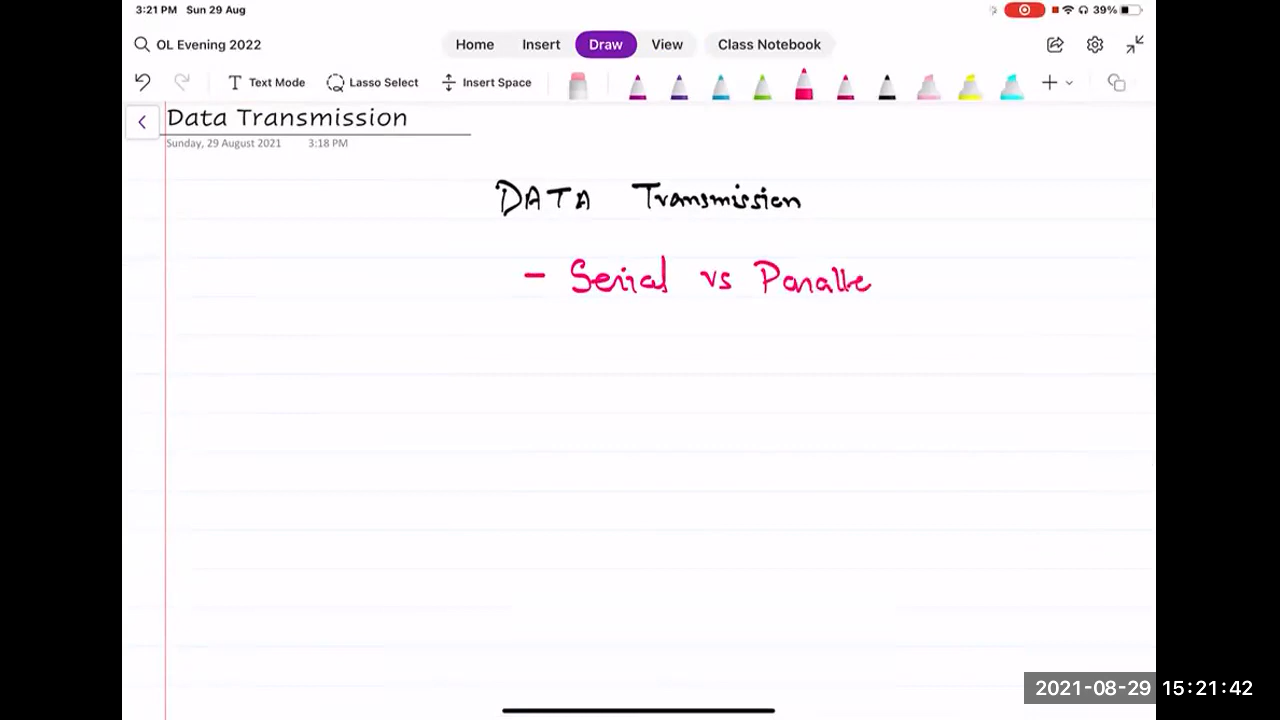 3:21 PM Sun 29 Aug 39%
OL Evening 2022 Home Insert Draw View Class Notebook
Text Mode Lasso Select Insert Space
Data Transmission
Sunday, 29 August 2021 3:18 PM
DATA Transmission
- Serial vs Paralle
2021-08-29 15:21:42